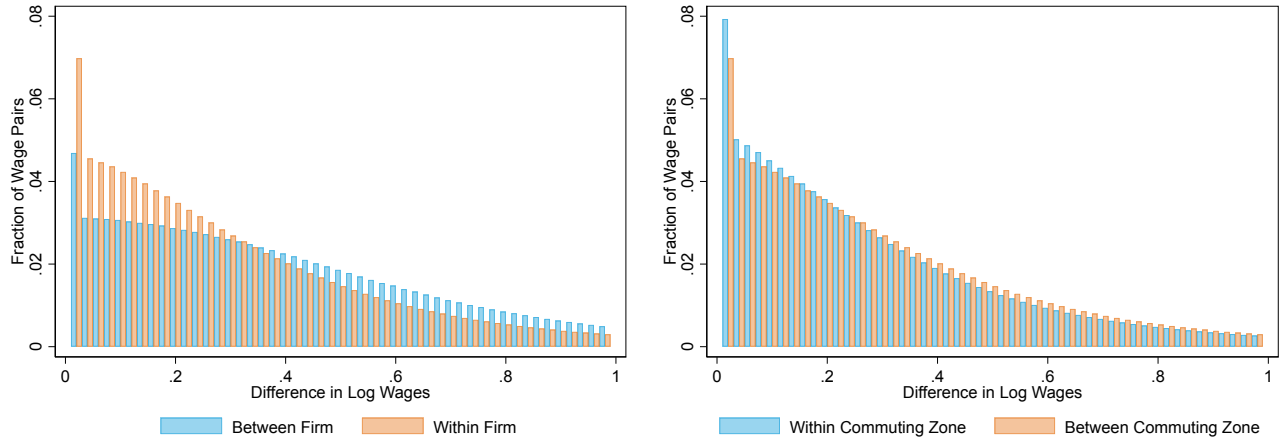 Fraction of Wage Pairs
0 .02 .04 .06 .08
0 .2 .4 .6 .8 1
Difference in Log Wages
Between Firm Within Firm
Fraction of Wage Pairs
0 .02 .04 .06 .08
0 .2 .4 .6 .8 1
Difference in Log Wages
Within Commuting Zone Between Commuting Zone